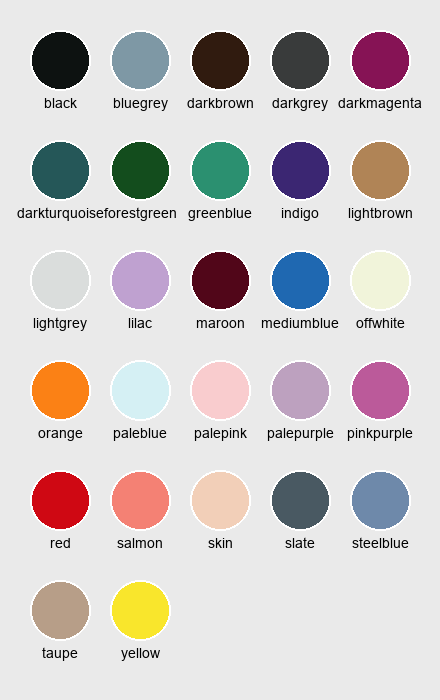 black bluegrey darkbrown darkgrey darkmagenta
darkturquoise forestgreen greenblue indigo lightbrown
lightgrey lilac maroon mediumblue offwhite
orange paleblue palepink palepurple pinkpurple
red salmon skin slate steelblue
taupe yellow